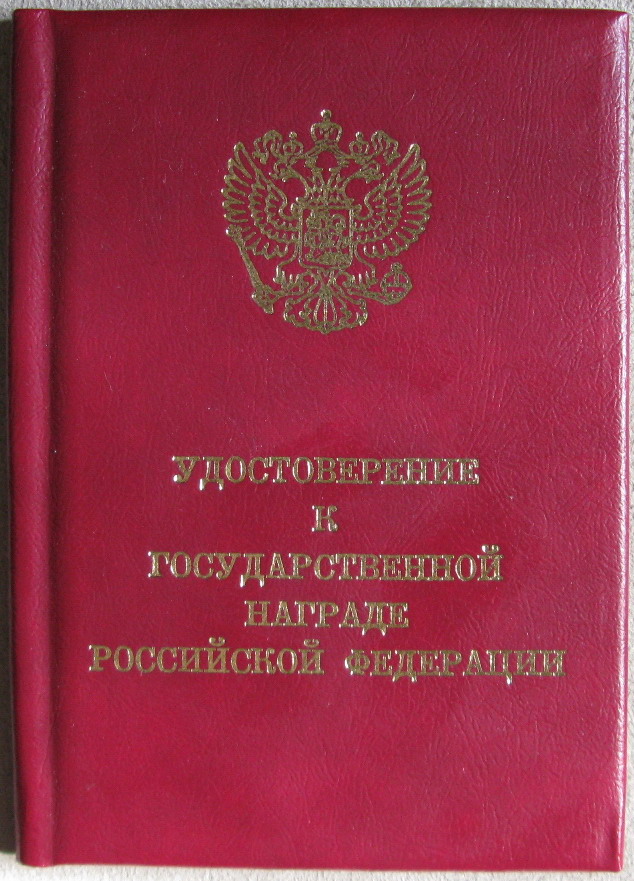 УДОСТОВЕРЕНИЕ
К
ГОСУДАРСТВЕННОЙ
НАГРАДЕ
РОССИЙСКОЙ ФЕДЕРАЦИИ